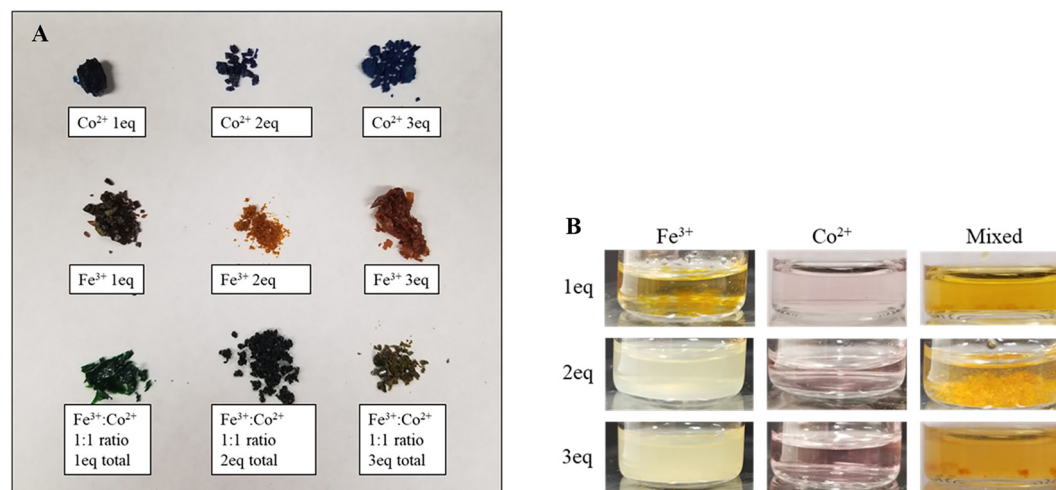 A
Co²⁺ 1eq
Co²⁺ 2eq
Co²⁺ 3eq
Fe³⁺ 1eq
Fe³⁺ 2eq
Fe³⁺ 3eq
Fe³⁺:Co²⁺
1:1 ratio
1eq total
Fe³⁺:Co²⁺
1:1 ratio
2eq total
Fe³⁺:Co²⁺
1:1 ratio
3eq total
B
Fe³⁺
Co²⁺
Mixed
1eq
2eq
3eq